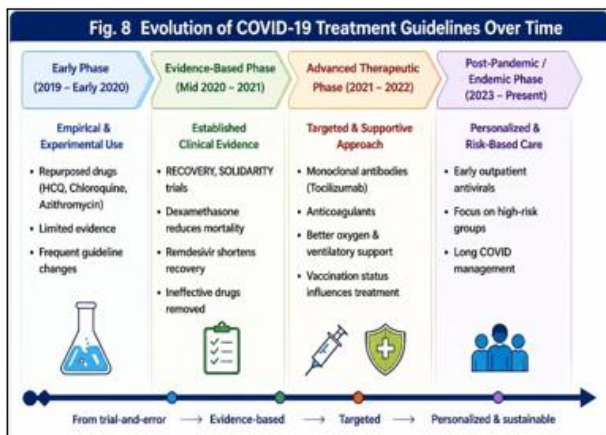 Fig. 8 Evolution of COVID-19 Treatment Guidelines Over Time
Early Phase
(2019 – Early 2020)
Empirical &
Experimental Use
• Repurposed drugs
(HCQ, Chloroquine,
Azithromycin)
• Limited evidence
• Frequent guideline
changes
Evidence-Based Phase
(Mid 2020 – 2021)
Established
Clinical Evidence
• RECOVERY, SOLIDARITY
trials
• Dexamethasone
reduces mortality
• Remdesivir shortens
recovery
• Ineffective drugs
removed
Advanced Therapeutic
Phase (2021 – 2022)
Targeted & Supportive
Approach
• Monoclonal antibodies
(Tocilizumab)
• Anticoagulants
• Better oxygen &
ventilatory support
• Vaccination status
influences treatment
Post-Pandemic /
Endemic Phase
(2023 – Present)
Personalized &
Risk-Based Care
• Early outpatient
antivirals
• Focus on high-risk
groups
• Long COVID
management
From trial-and-error → Evidence-based → Targeted → Personalized & sustainable